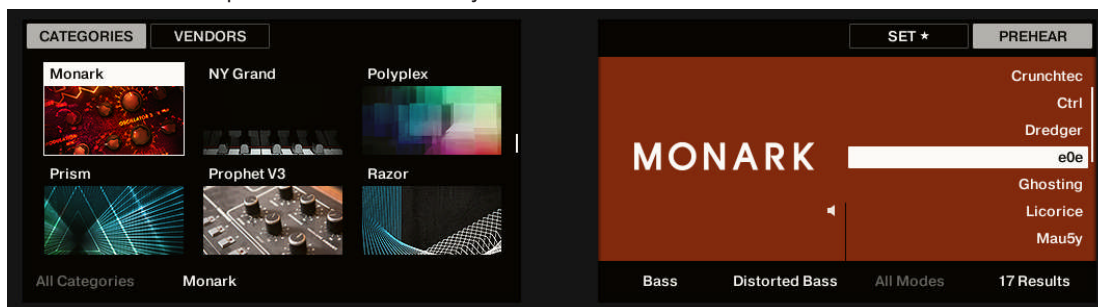 CATEGORIES VENDORS
Monark NY Grand Polyplex
Prism Prophet V3 Razor
All Categories Monark
SET ★ PREHEAR
MONARK
Crunchtec
Ctrl
Dredger
e0e
Ghosting
Licorice
Mau5y
Bass Distorted Bass All Modes 17 Results